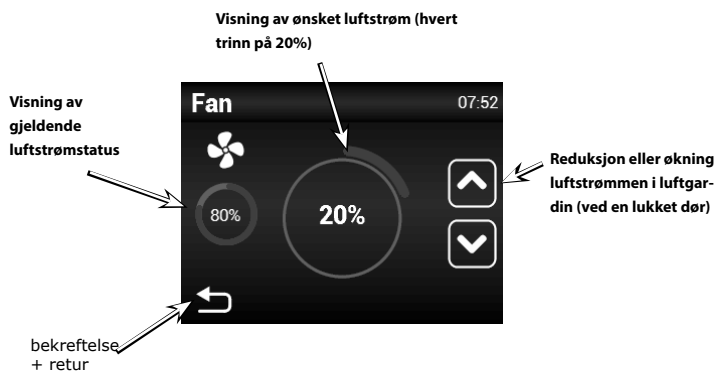 Visning av ønsket luftstrøm (hvert
trinn på 20%)
Visning av
gjeldende
luftstrømstatus
Fan
07:52
80%
20%
Reduksjon eller økning
luftstrømmen i luftgar-
din (ved en lukket dør)
bekreftelse
+ retur